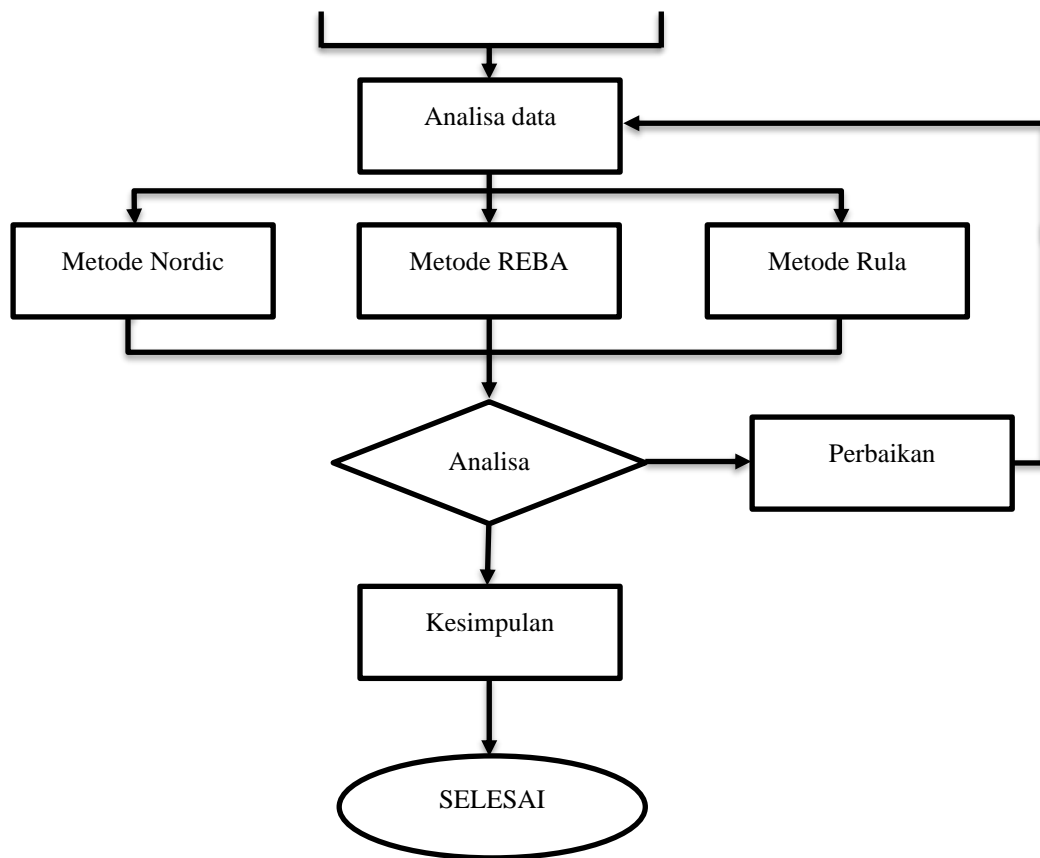 Analisa data
Metode Nordic
Metode REBA
Metode Rula
Analisa
Perbaikan
Kesimpulan
SELESAI